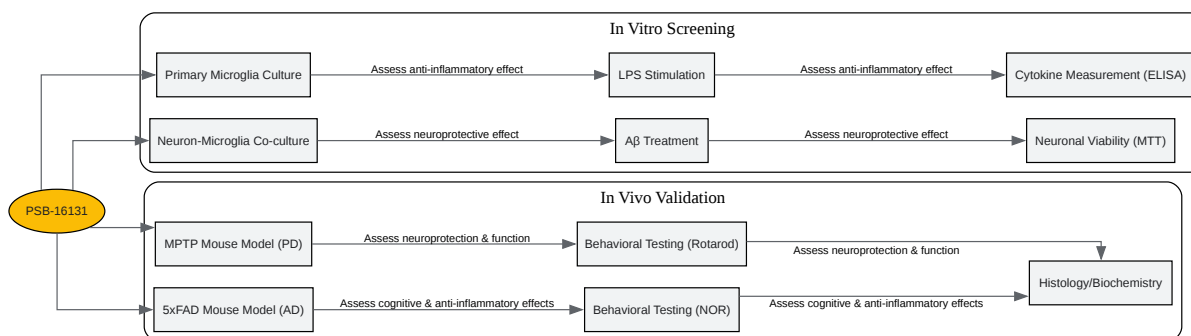 In Vitro Screening
Primary Microglia Culture
Assess anti-inflammatory effect
LPS Stimulation
Assess anti-inflammatory effect
Cytokine Measurement (ELISA)
Neuron-Microglia Co-culture
Assess neuroprotective effect
Aβ Treatment
Assess neuroprotective effect
Neuronal Viability (MTT)
PSB-16131
In Vivo Validation
MPTP Mouse Model (PD)
Assess neuroprotection & function
Behavioral Testing (Rotarod)
Assess neuroprotection & function
Histology/Biochemistry
5xFAD Mouse Model (AD)
Assess cognitive & anti-inflammatory effects
Behavioral Testing (NOR)
Assess cognitive & anti-inflammatory effects